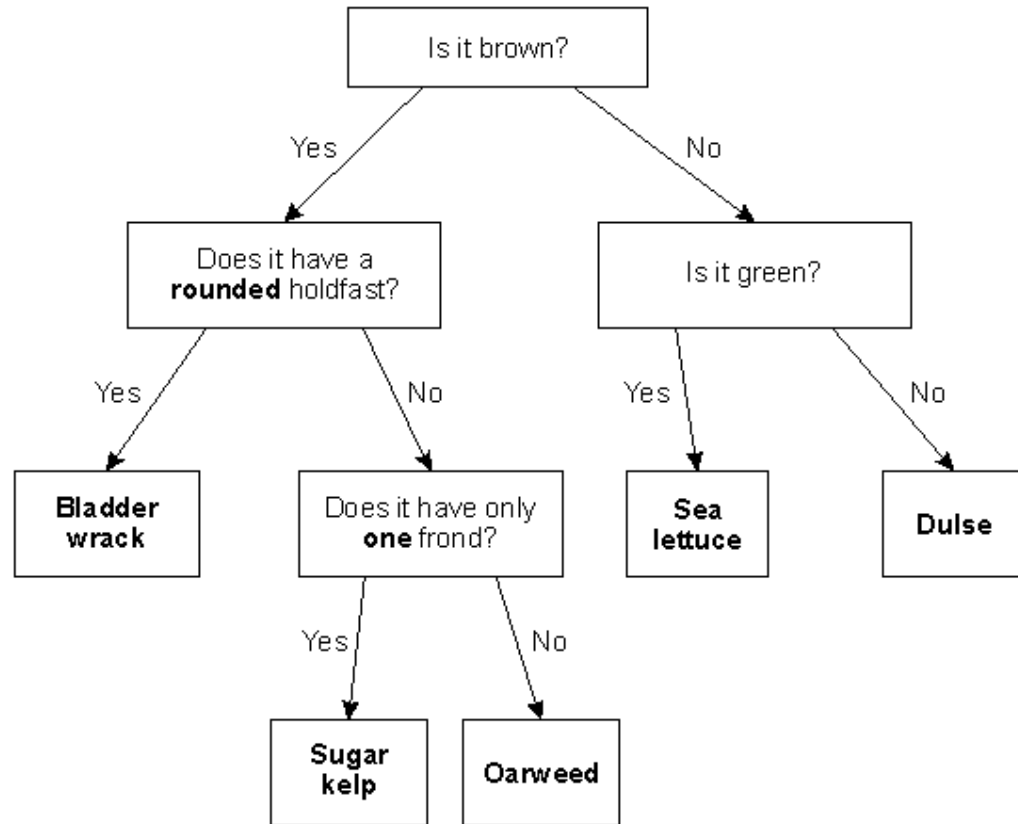 Is it brown?
Yes
No
Does it have a
rounded holdfast?
Is it green?
Yes
No
Yes
No
Bladder
wrack
Does it have only
one frond?
Sea
lettuce
Dulse
Yes
No
Sugar
kelp
Oarweed